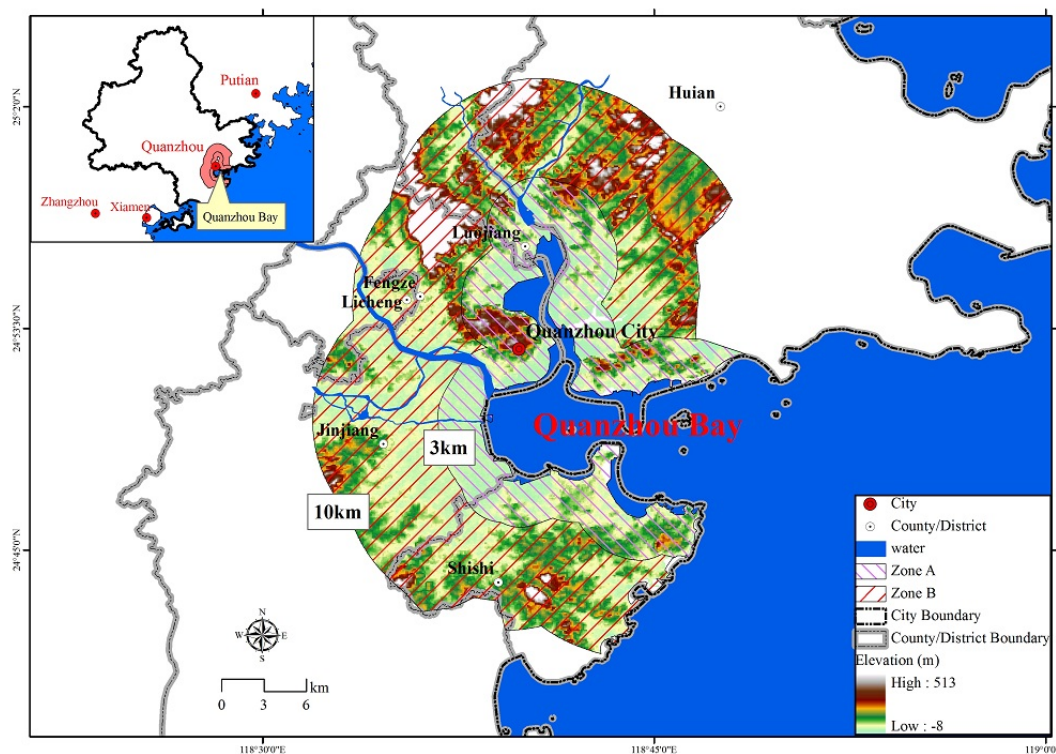 Putian
Quanzhou
Zhangzhou
Xiamen
Quanzhou Bay
Huian
Luojiang
Fengze
Licheng
Quanzhou City
Quanzhou Bay
Jinjiang
3km
10km
Shishi
N
W
E
S
km
0 3 6
City
County/District
water
Zone A
Zone B
City Boundary
County/District Boundary
Elevation (m)
High : 513
Low : -8
25°2'0"N
24°53'30"N
24°45'0"N
118°30'0"E
118°45'0"E
119°0